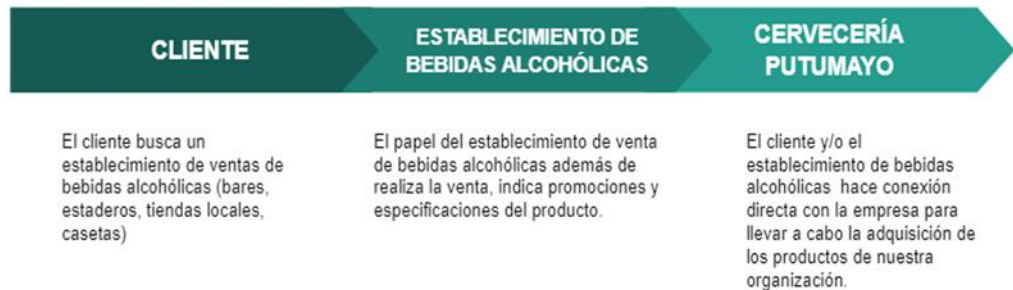 CLIENTE
ESTABLECIMIENTO DE
BEBIDAS ALCOHÓLICAS
CERVECERÍA
PUTUMAYO
El cliente busca un
establecimiento de ventas de
bebidas alcohólicas (bares,
estaderos, tiendas locales,
casetas)
El papel del establecimiento de venta
de bebidas alcohólicas además de
realiza la venta, indica promociones y
especificaciones del producto.
El cliente y/o el
establecimiento de bebidas
alcohólicas hace conexión
directa con la empresa para
llevar a cabo la adquisición de
los productos de nuestra
organización.